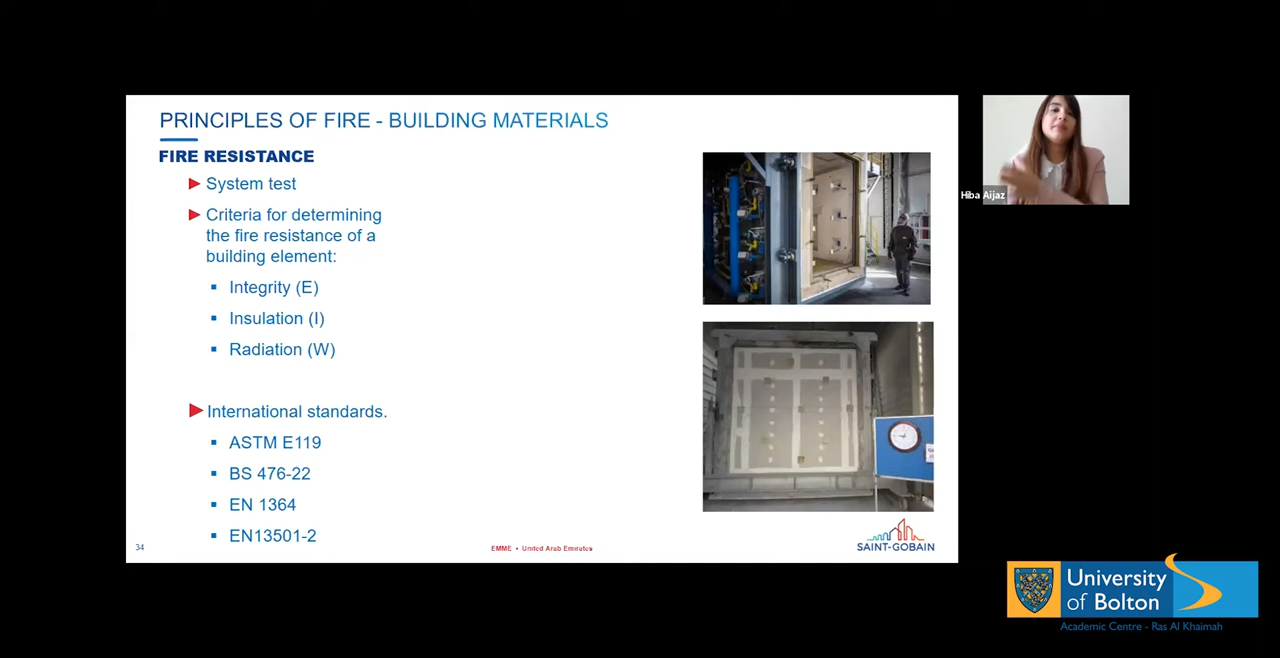 PRINCIPLES OF FIRE - BUILDING MATERIALS
FIRE RESISTANCE
System test
Criteria for determining
the fire resistance of a
building element:
Integrity (E)
Insulation (I)
Radiation (W)
International standards.
ASTM E119
BS 476-22
EN 1364
EN13501-2
34
EMME • United Arab Emirates
SAINT-GOBAIN
Hiba Aijaz
University
of Bolton
Academic Centre - Ras Al Khaimah